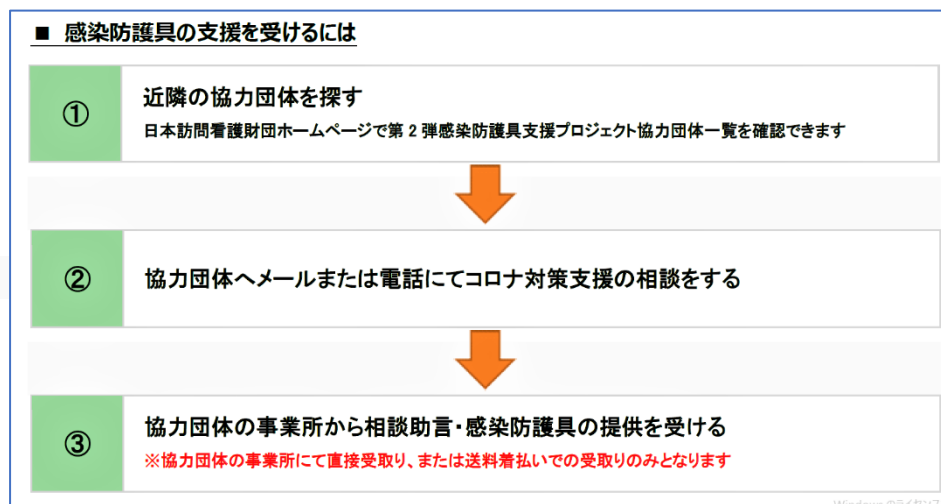 ■ 感染防護具の支援を受けるには
①
近隣の協力団体を探す
日本訪問看護財団ホームページで第2弾感染防護具支援プロジェクト協力団体一覧を確認できます
②
協力団体へメールまたは電話にてコロナ対策支援の相談をする
③
協力団体の事業所から相談助言・感染防護具の提供を受ける
※協力団体の事業所にて直接受取り、または送料着払いでの受取りのみとなります
Windows のライセンス